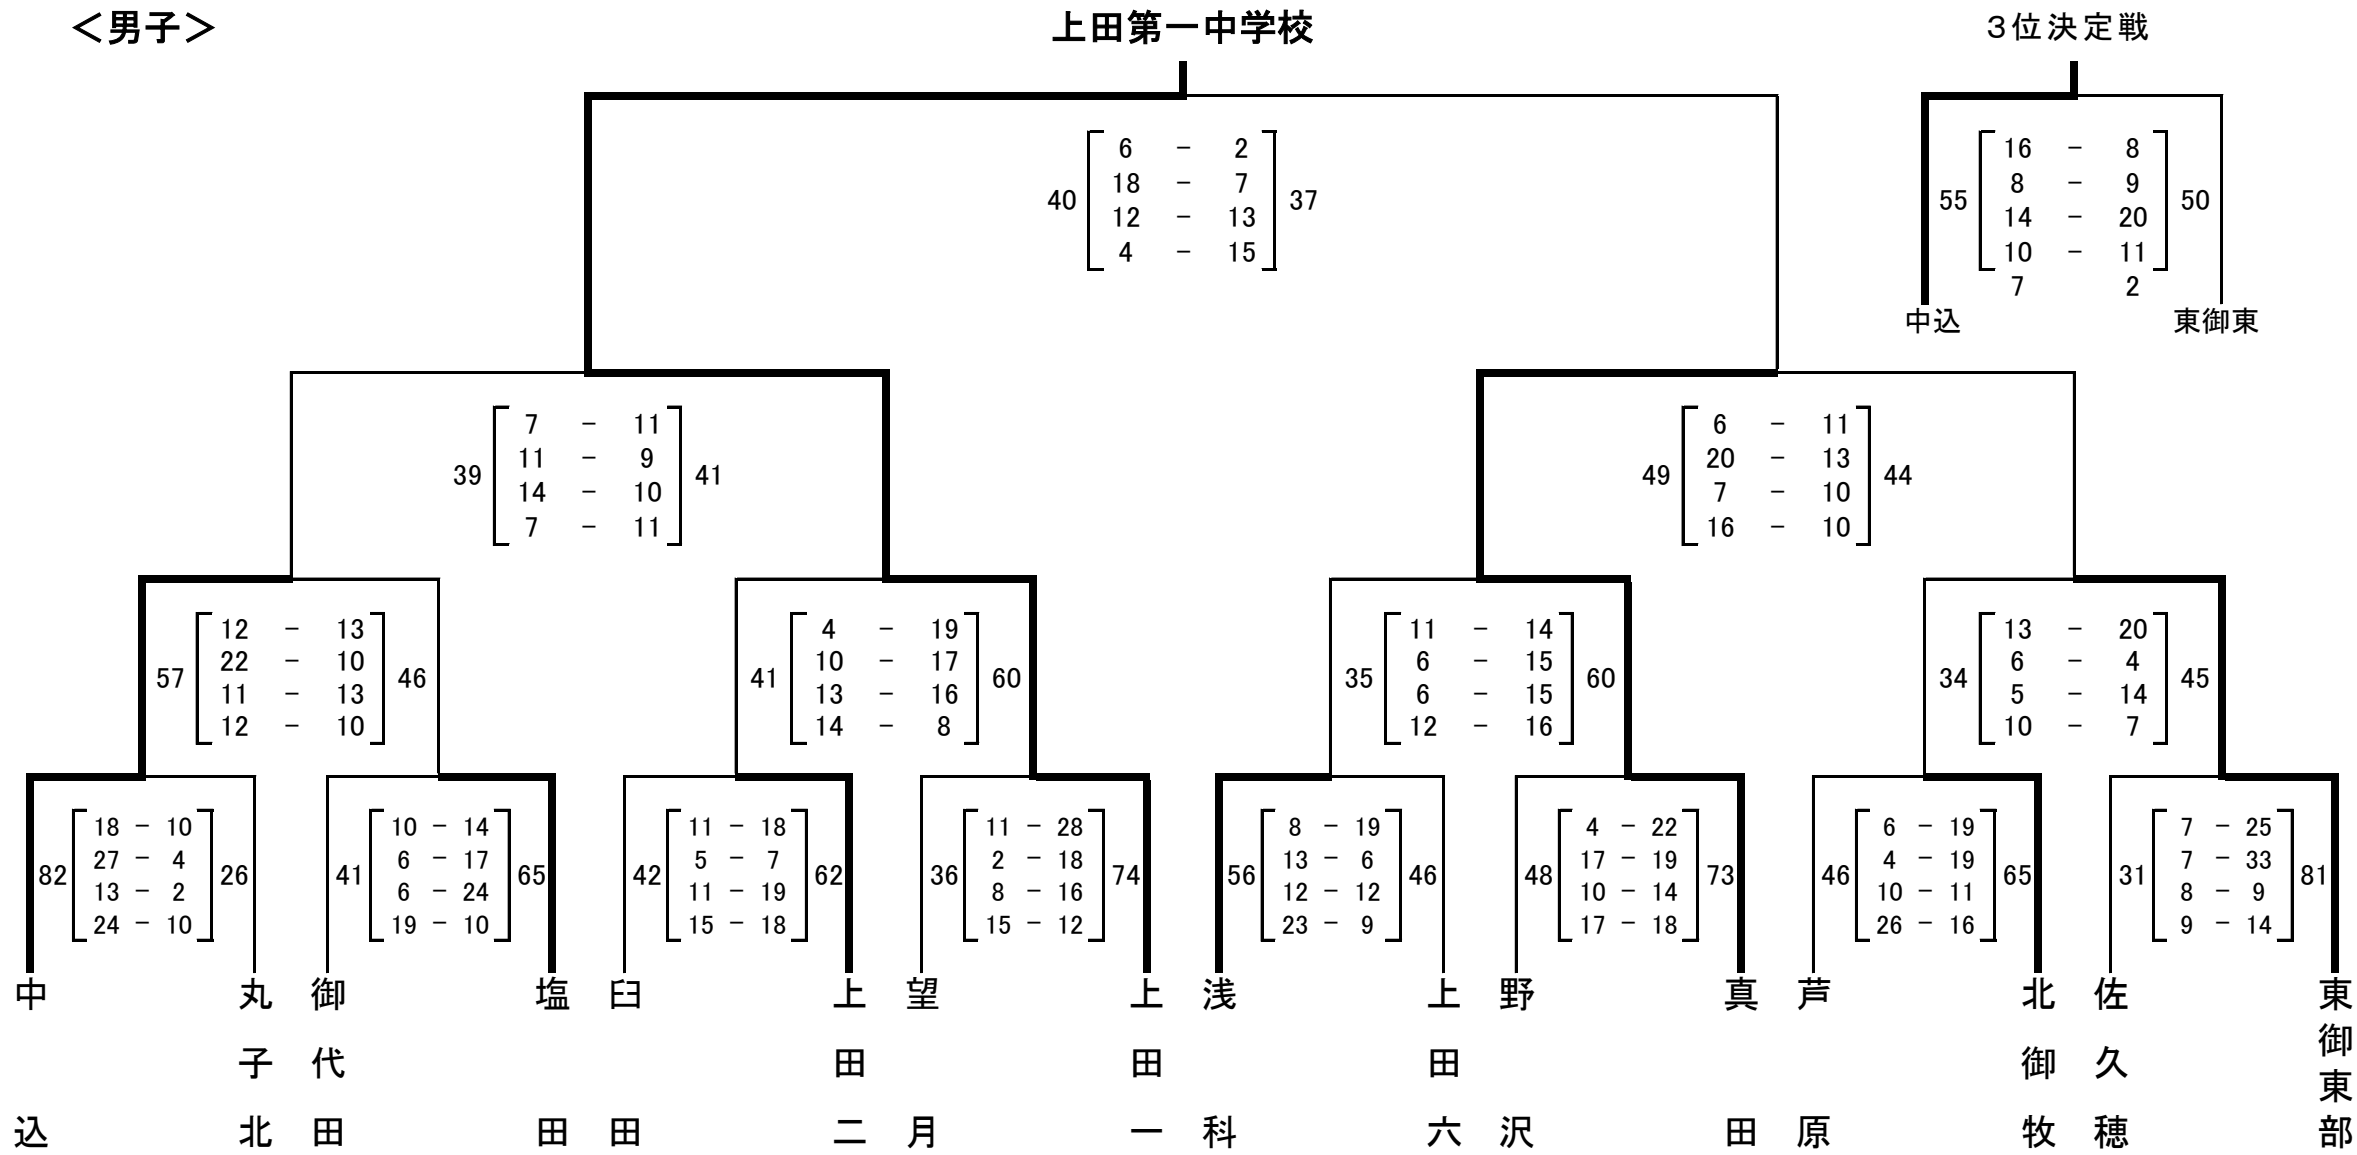 ＜男子＞
上田第一中学校
３位決定戦
40
6 － 2
18 － 7
12 － 13
4 － 15
37
55
16 － 8
8 － 9
14 － 20
10 － 11
7 2
50
中込
東御東
39
7 － 11
11 － 9
14 － 10
7 － 11
41
49
6 － 11
20 － 13
7 － 10
16 － 10
44
57
12 － 13
22 － 10
11 － 13
12 － 10
46
41
4 － 19
10 － 17
13 － 16
14 － 8
60
35
11 － 14
6 － 15
6 － 15
12 － 16
60
34
13 － 20
6 － 4
5 － 14
10 － 7
45
82
18 － 10
27 － 4
13 － 2
24 － 10
26
41
10 － 14
6 － 17
6 － 24
19 － 10
65
42
11 － 18
5 － 7
11 － 19
15 － 18
62
36
11 － 28
2 － 18
8 － 16
15 － 12
74
56
8 － 19
13 － 6
12 － 12
23 － 9
46
48
4 － 22
17 － 19
10 － 14
17 － 18
73
46
6 － 19
4 － 19
10 － 11
26 － 16
65
31
7 － 25
7 － 33
8 － 9
9 － 14
81
中込
丸子北
御代田
塩田
臼田
上田二
望月
上田一
浅科
上田六
野沢
真田
芦原
北御牧
佐久穂
東御東部